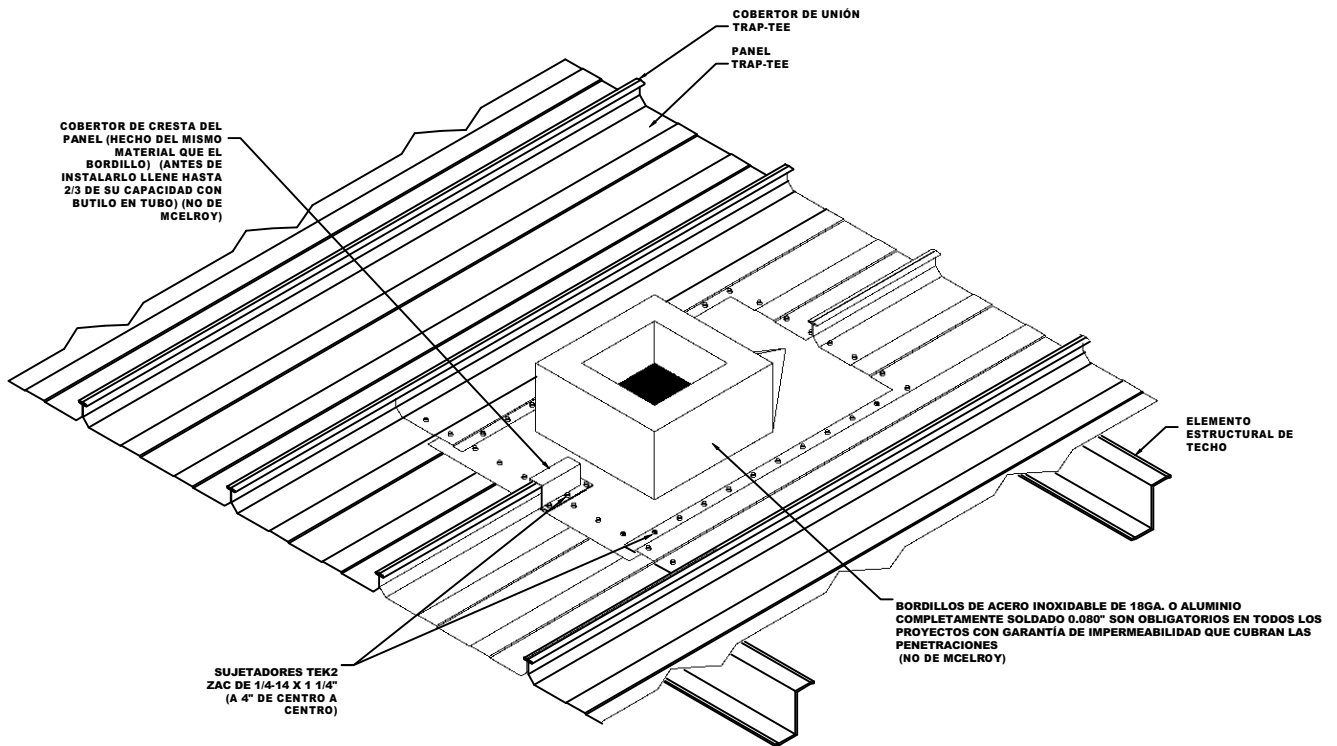 COBERTOR DE UNIÓN
TRAP-TEE
PANEL
TRAP-TEE
COBERTOR DE CRESTA DEL
PANEL (HECHO DEL MISMO
MATERIAL QUE EL
BORDILLO) (ANTES DE
INSTALARLO LLENE HASTA
2/3 DE SU CAPACIDAD CON
BUTILO EN TUBO) (NO DE
MCELROY)
ELEMENTO
ESTRUCTURAL DE
TECHO
BORDILLOS DE ACERO INOXIDABLE DE 18GA. O ALUMINIO
COMPLETAMENTE SOLDADO 0.080" SON OBLIGATORIOS EN TODOS LOS
PROYECTOS CON GARANTÍA DE IMPERMEABILIDAD QUE CUBRAN LAS
PENETRACIONES
(NO DE MCELROY)
SUJETADORES TEK2
ZAC DE 1/4-14 X 1 1/4"
(A 4" DE CENTRO A
CENTRO)